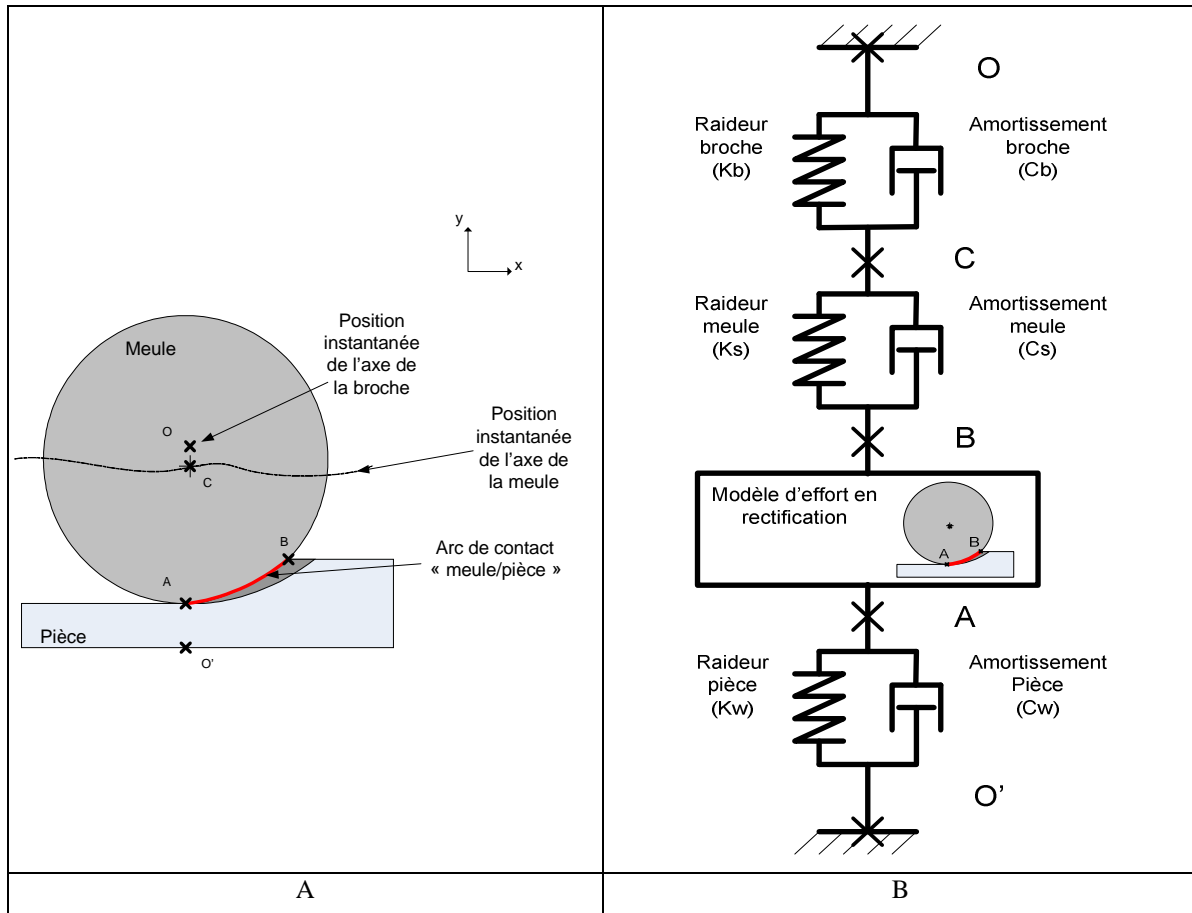 y
x
Position
instantanée
de l'axe de
la broche
Meule
O
C
Position
instantanée
de l'axe de
la meule
B
Arc de contact
« meule/pièce »
A
Pièce
O'
A
O
Raideur
broche
(Kb)
Amortissement
broche
(Cb)
C
Raideur
meule
(Ks)
Amortissement
meule
(Cs)
B
Modèle d'effort en
rectification
A
B
A
Raideur
pièce
(Kw)
Amortissement
Pièce
(Cw)
O'
B